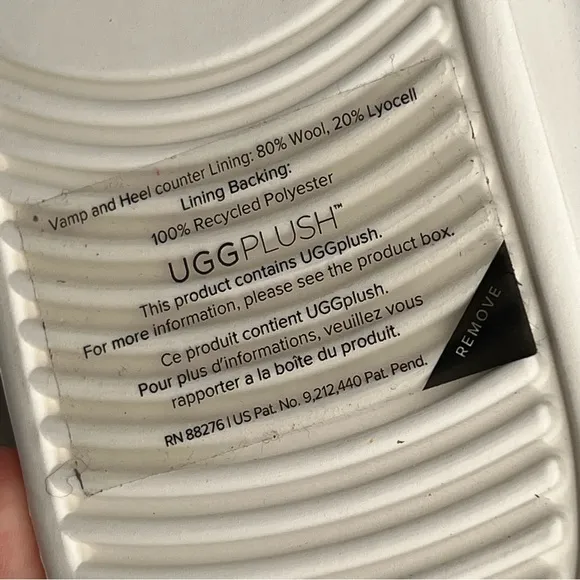 Vamp and Heel counter Lining: 80% Wool, 20% Lyocell
Lining Backing:
100% Recycled Polyester
UGGPLUSH™
This product contains UGGplush.
For more information, please see the product box.
Ce produit contient UGGplush.
Pour plus d'informations, veuillez vous
rapporter a la boîte du produit.
RN 88276 | US Pat. No. 9,212,440 Pat. Pend.
REMOVE